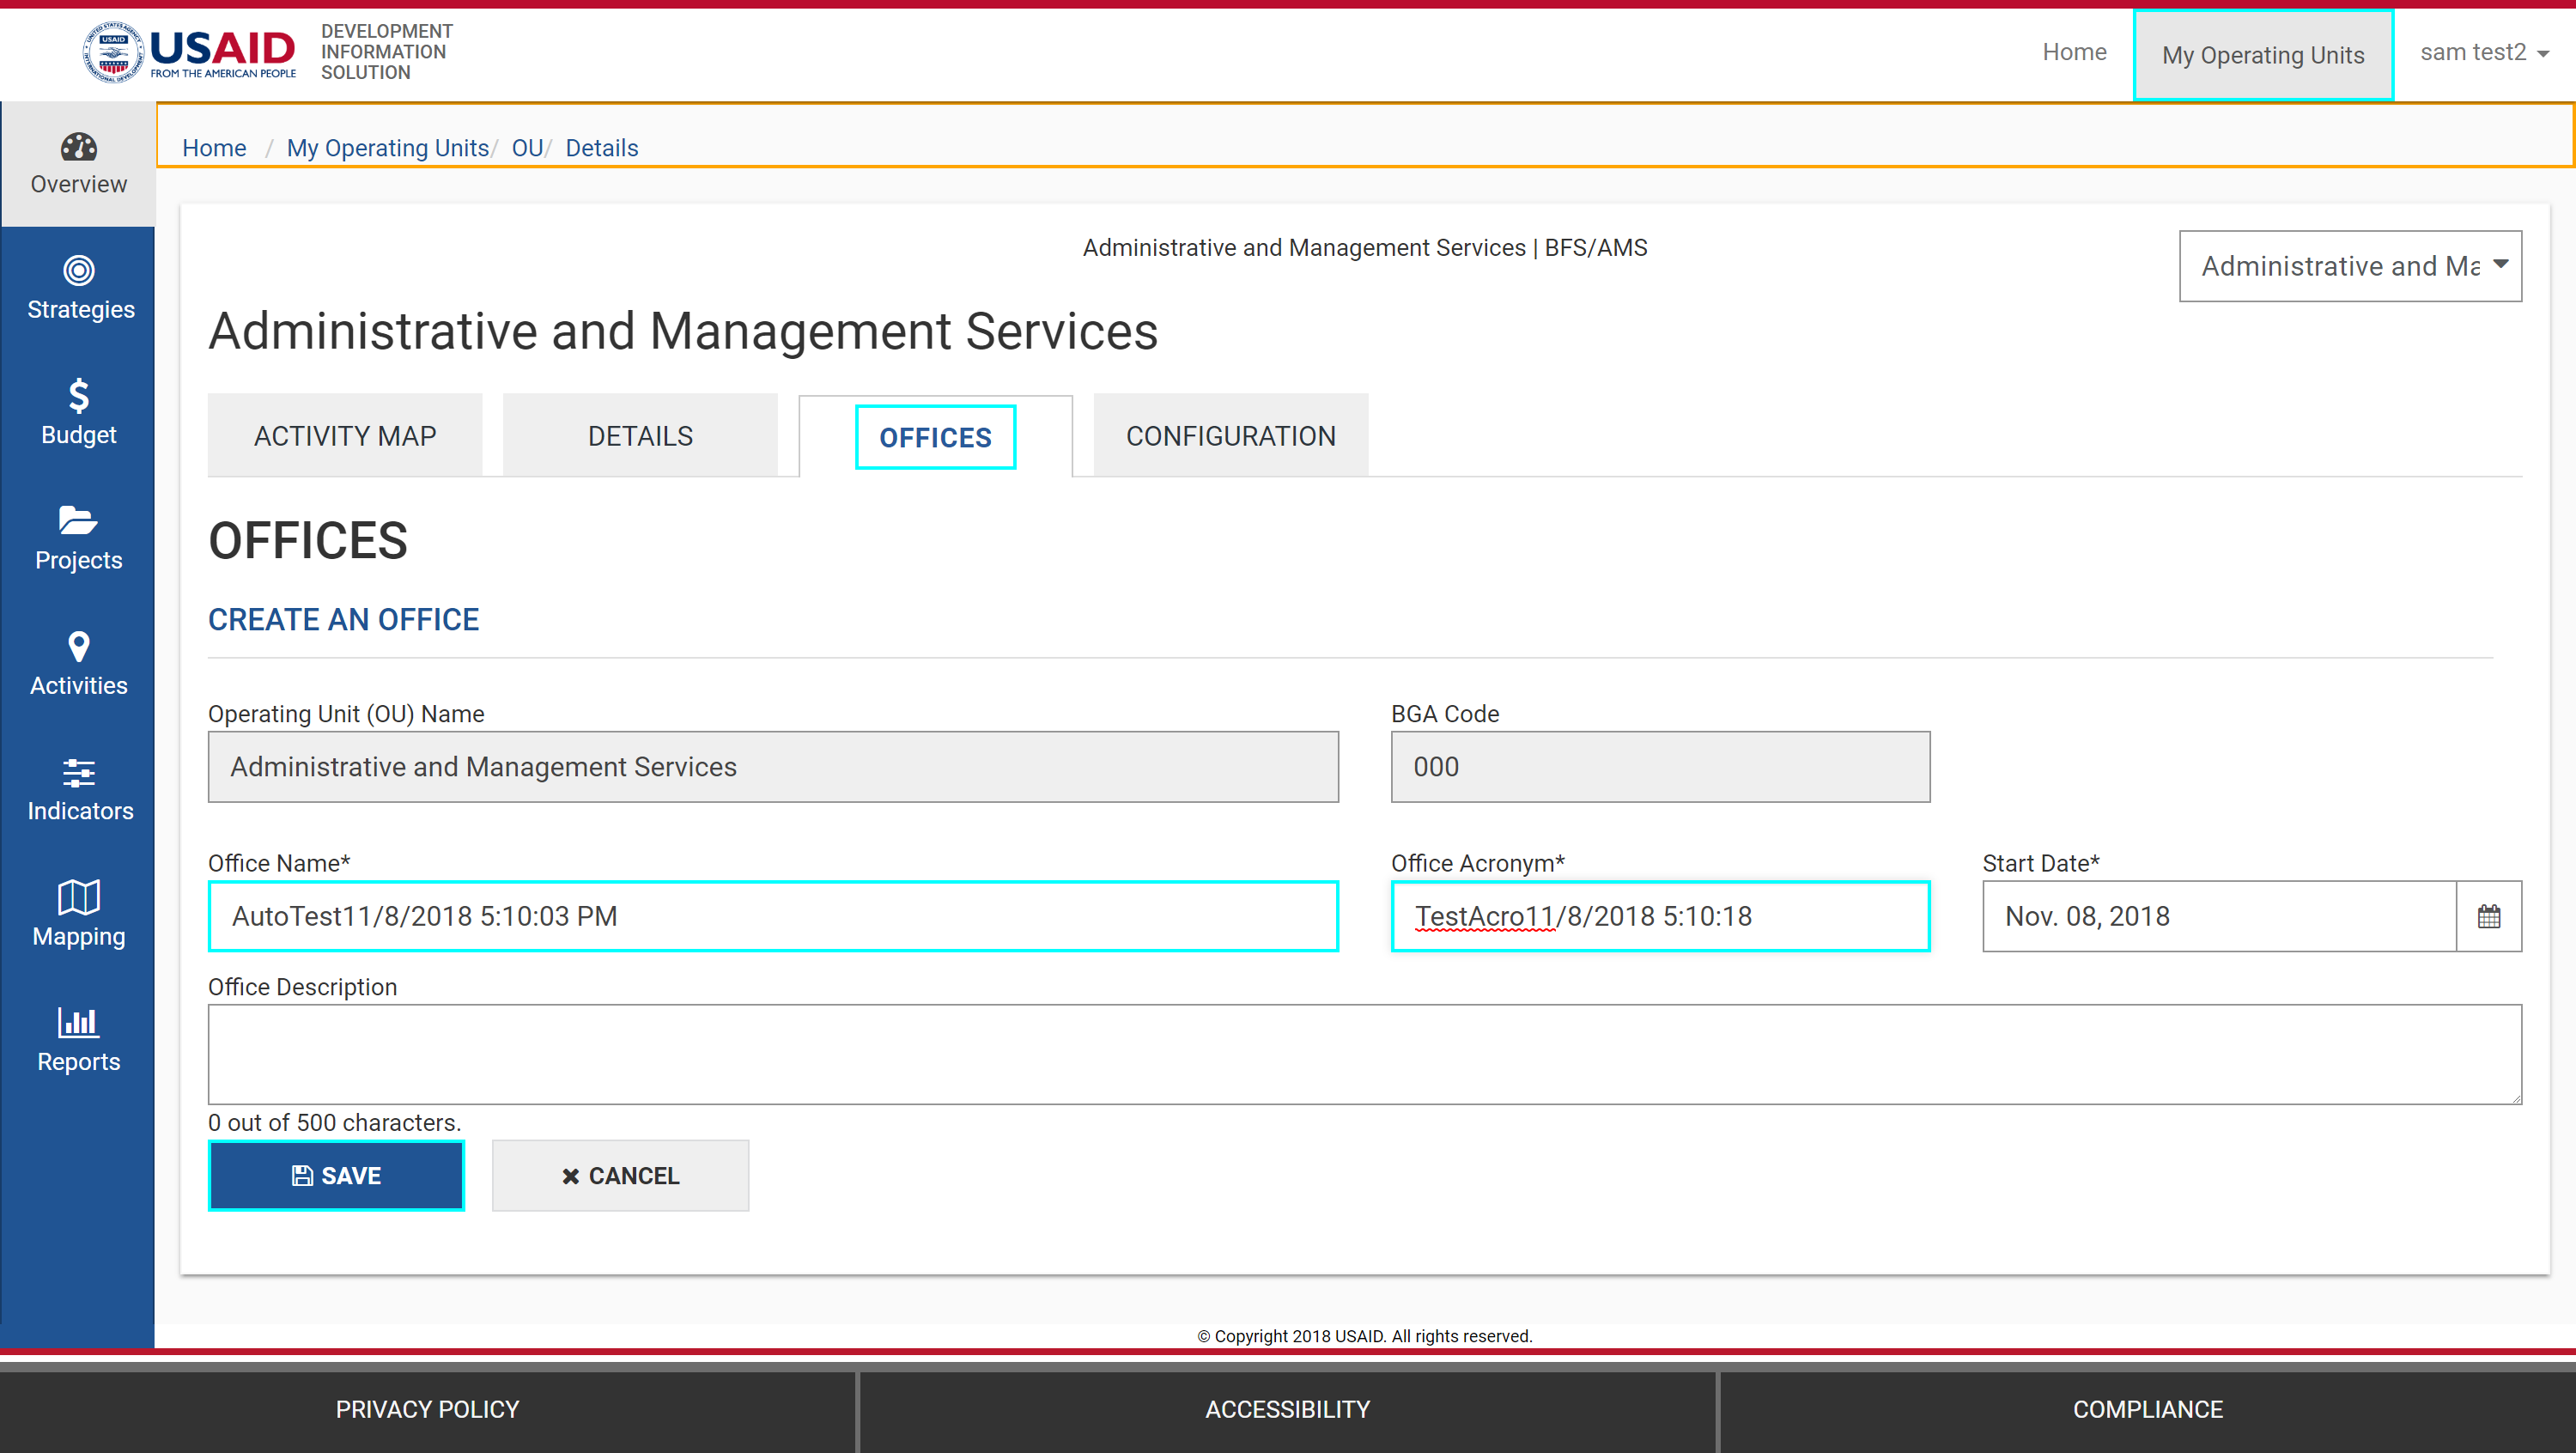 USAID
FROM THE AMERICAN PEOPLE
DEVELOPMENT
INFORMATION
SOLUTION
Home
My Operating Units
sam test2
Home / My Operating Units/ OU/ Details
Overview
Strategies
Budget
Projects
Activities
Indicators
Mapping
Reports
Administrative and Management Services | BFS/AMS
Administrative and Ma
Administrative and Management Services
ACTIVITY MAP
DETAILS
OFFICES
CONFIGURATION
OFFICES
CREATE AN OFFICE
Operating Unit (OU) Name
BGA Code
Administrative and Management Services
000
Office Name*
Office Acronym*
Start Date*
AutoTest11/8/2018 5:10:03 PM
TestAcro11/8/2018 5:10:18
Nov. 08, 2018
Office Description
0 out of 500 characters.
SAVE
CANCEL
© Copyright 2018 USAID. All rights reserved.
PRIVACY POLICY
ACCESSIBILITY
COMPLIANCE